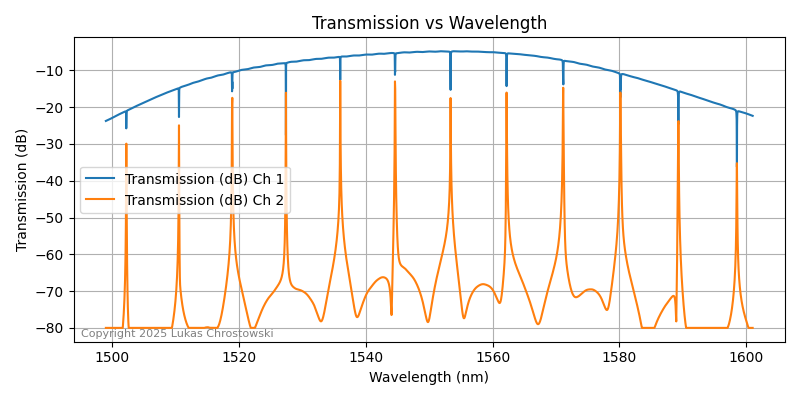 Transmission vs Wavelength
Transmission (dB)
−10
−20
−30
−40
−50
−60
−70
−80
Transmission (dB) Ch 1
Transmission (dB) Ch 2
Copyright 2025 Lukas Chrostowski
1500
1520
1540
1560
1580
1600
Wavelength (nm)